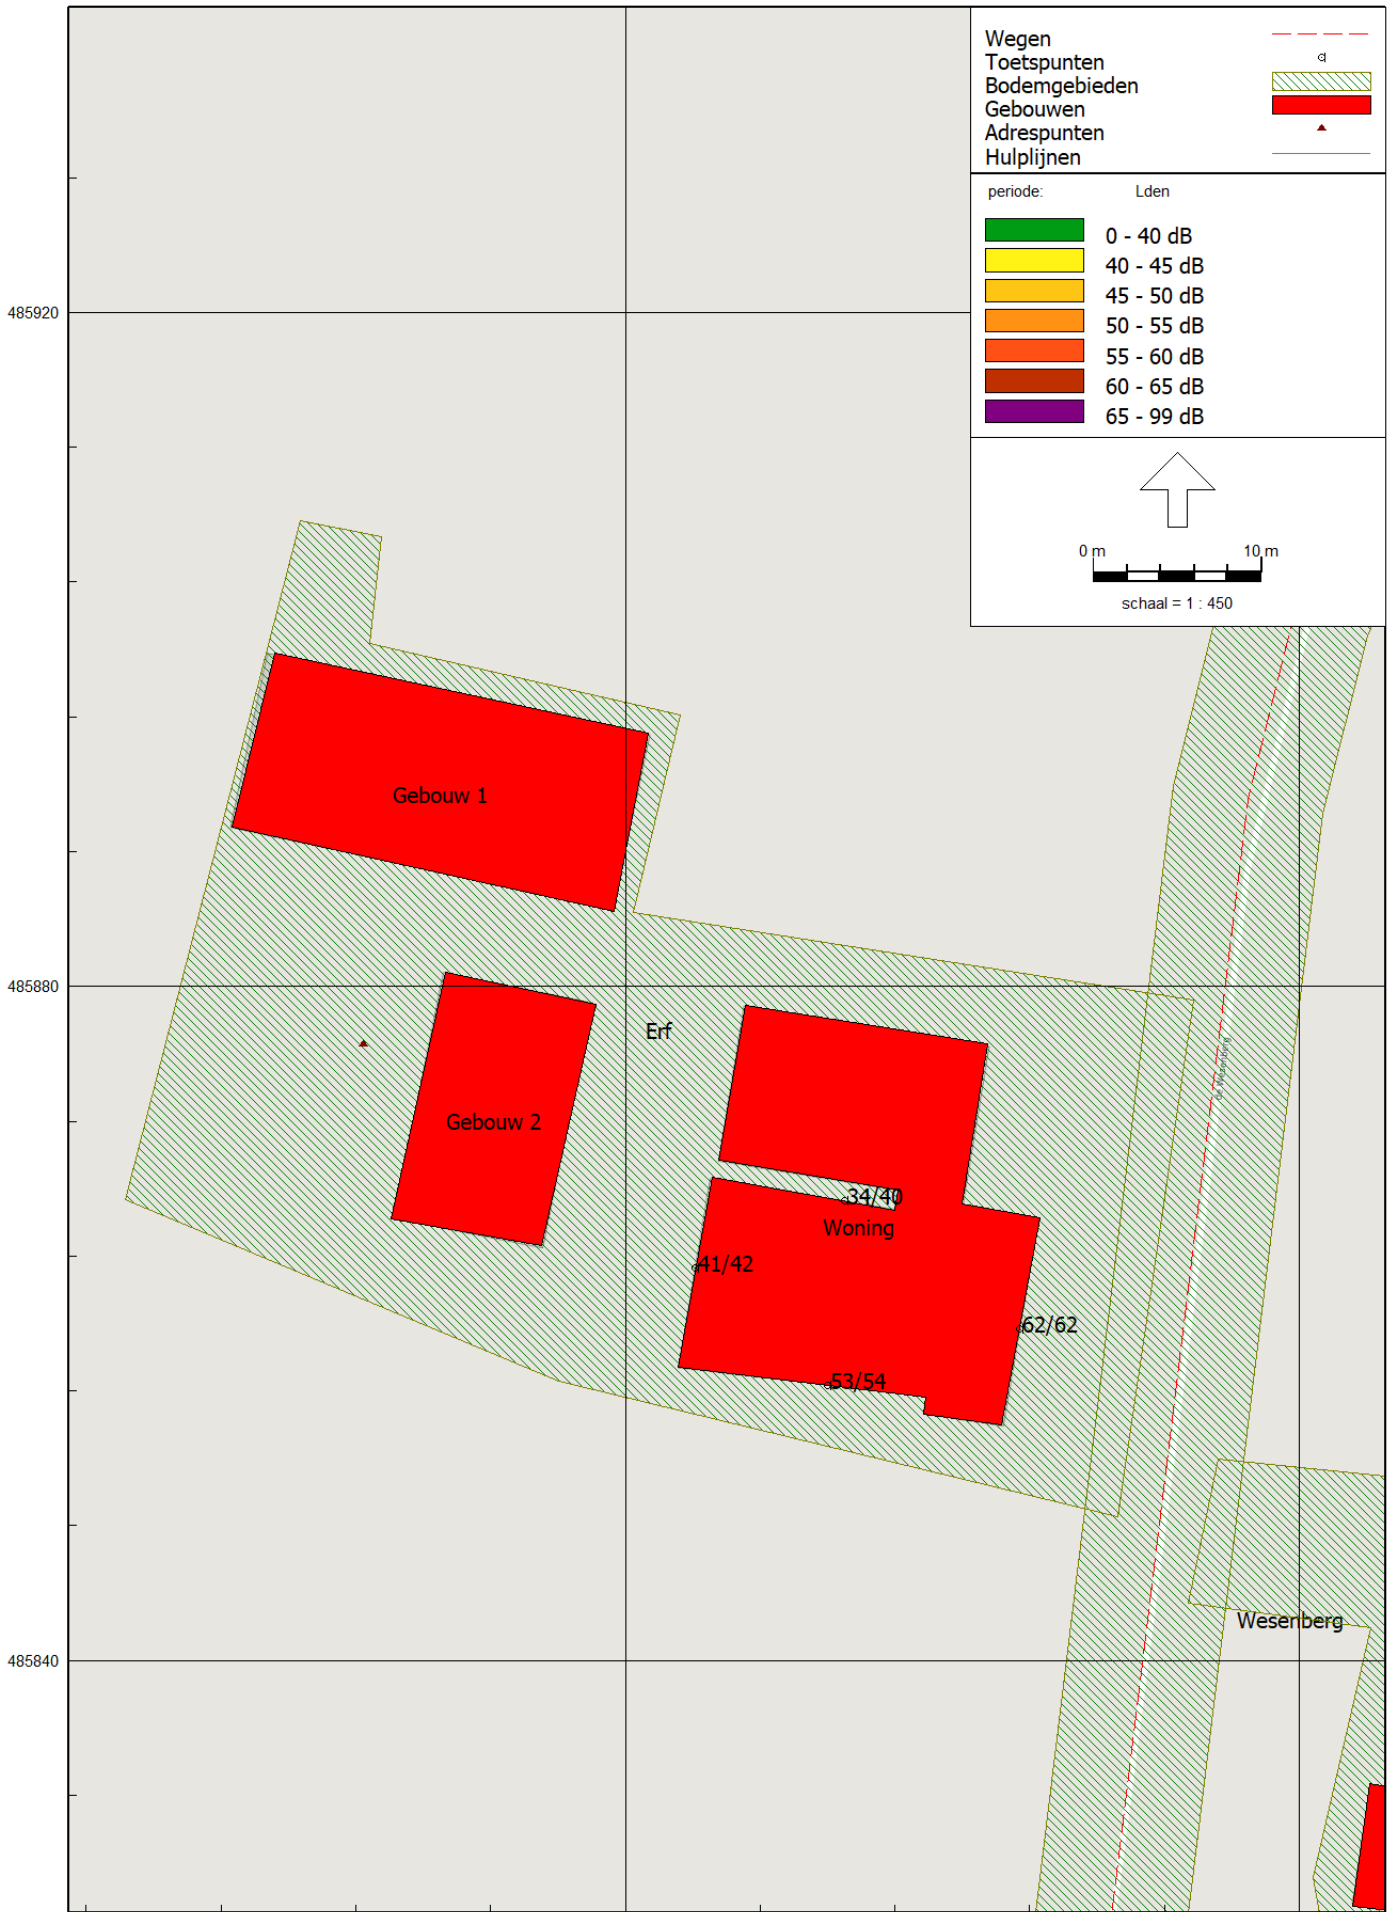 Wegen
Toetspunten
Bodemgebieden
Gebouwen
Adrespunten
Hulplijnen
periode: Lden
0 - 40 dB
40 - 45 dB
45 - 50 dB
50 - 55 dB
55 - 60 dB
60 - 65 dB
65 - 99 dB
0 m 10 m
schaal = 1 : 450
485920
Gebouw 1
485880
Erf
de Wesenberg
Gebouw 2
34/40
Woning
41/42
62/62
53/54
Wesenberg
485840